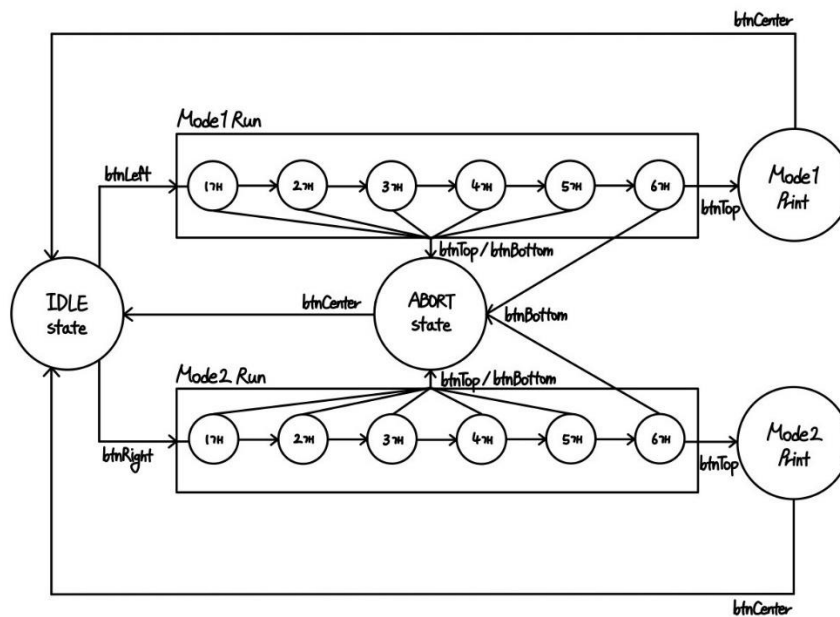 btnCenter
Mode1 Run
btnLeft
1개
2개
3개
4개
5개
6개
btnTop
Mode1
Print
btnTop/btnBottom
IDLE
state
btnCenter
ABORT
state
btnBottom
Mode2 Run
btnTop/btnBottom
btnRight
1개
2개
3개
4개
5개
6개
btnTop
Mode2
Print
btnCenter